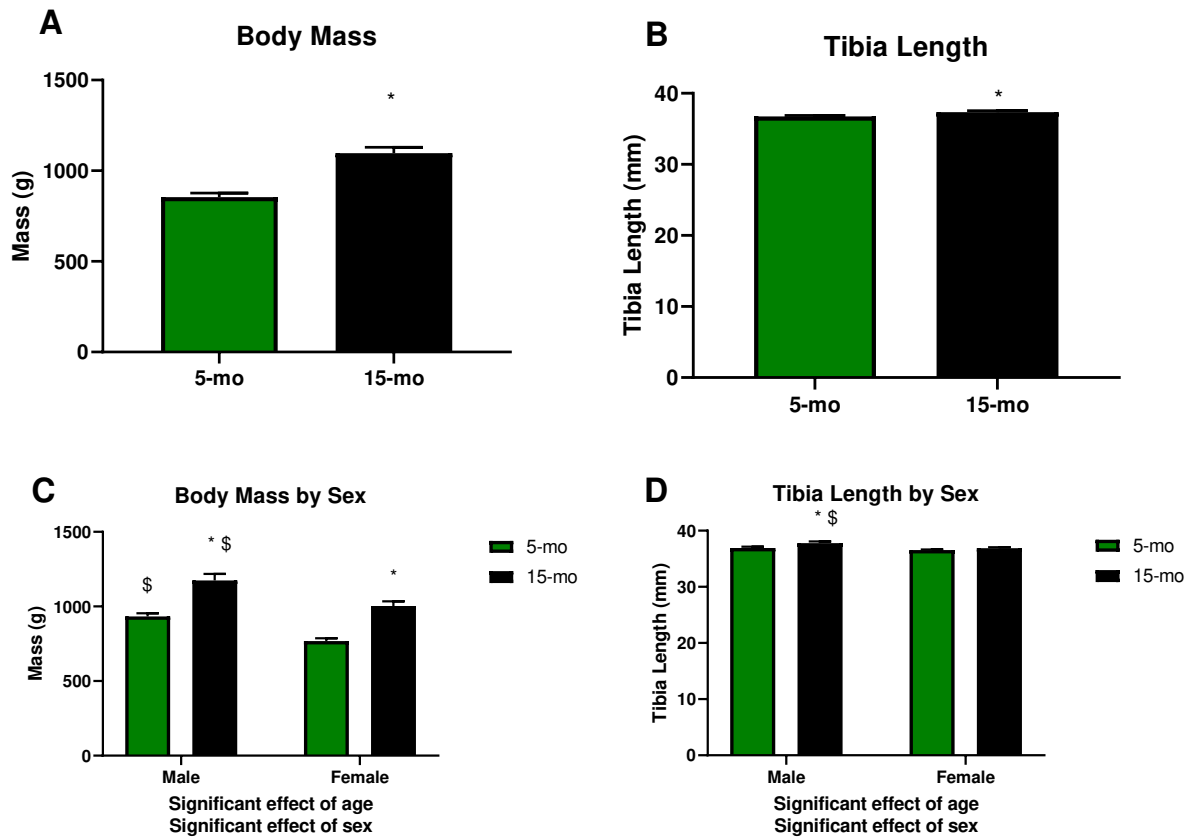 A
Body Mass
Mass (g)
1500
1000
500
0
*
5-mo
15-mo
B
Tibia Length
Tibia Length (mm)
40
30
20
10
0
*
5-mo
15-mo
C
Body Mass by Sex
Mass (g)
1500
1000
500
0
$
* $
*
5-mo
15-mo
Male
Female
Significant effect of age
Significant effect of sex
D
Tibia Length by Sex
Tibia Length (mm)
40
30
20
10
0
* $
5-mo
15-mo
Male
Female
Significant effect of age
Significant effect of sex